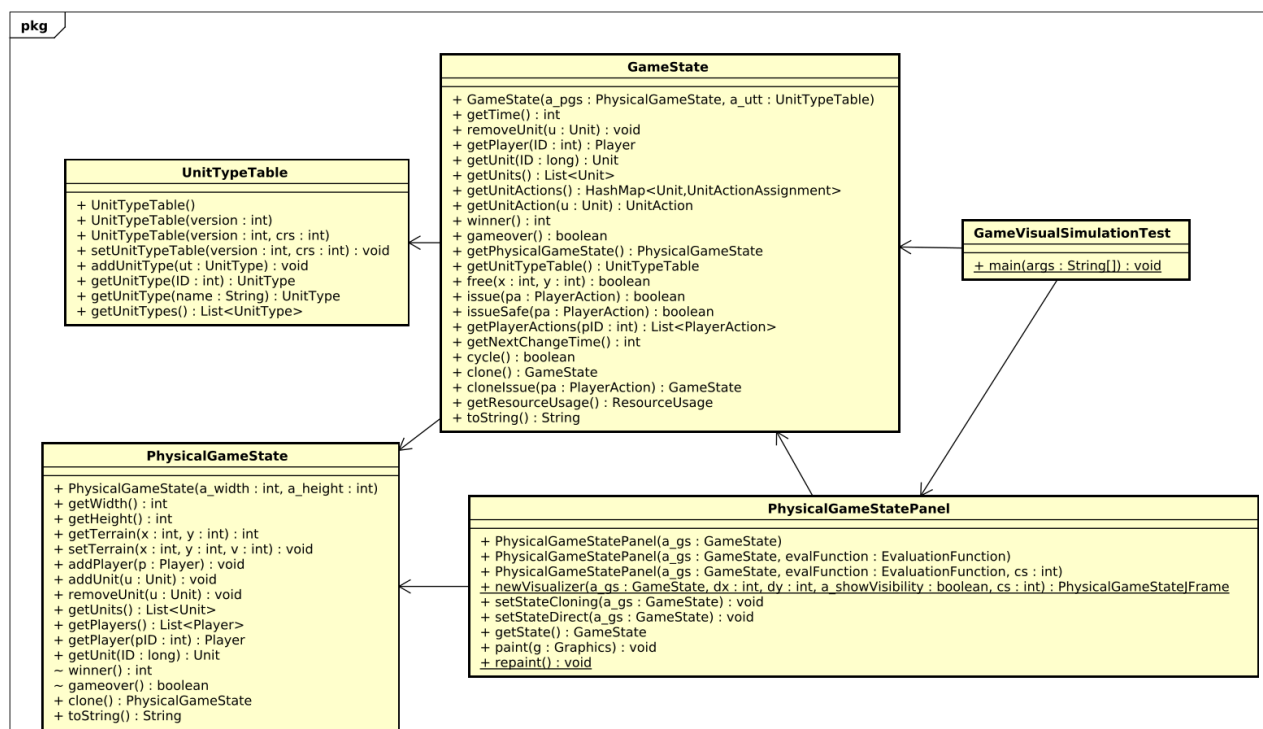 pkg
GameState
+ GameState(a_pgs : PhysicalGameState, a_utt : UnitTypeTable)
+ getTime() : int
+ removeUnit(u : Unit) : void
+ getPlayer(ID : int) : Player
+ getUnit(ID : long) : Unit
+ getUnits() : List<Unit>
+ getUnitActions() : HashMap<Unit,UnitActionAssignment>
+ getUnitAction(u : Unit) : UnitAction
+ winner() : int
+ gameover() : boolean
+ getPhysicalGameState() : PhysicalGameState
+ getUnitTypeTable() : UnitTypeTable
+ free(x : int, y : int) : boolean
+ issue(pa : PlayerAction) : boolean
+ issueSafe(pa : PlayerAction) : boolean
+ getPlayerActions(pID : int) : List<PlayerAction>
+ getNextChangeTime() : int
+ cycle() : boolean
+ clone() : GameState
+ cloneIssue(pa : PlayerAction) : GameState
+ getResourceUsage() : ResourceUsage
+ toString() : String
UnitTypeTable
+ UnitTypeTable()
+ UnitTypeTable(version : int)
+ UnitTypeTable(version : int, crs : int)
+ setUnitTypeTable(version : int, crs : int) : void
+ addUnitType(ut : UnitType) : void
+ getUnitType(ID : int) : UnitType
+ getUnitType(name : String) : UnitType
+ getUnitTypes() : List<UnitType>
GameVisualSimulationTest
+ main(args : String[]) : void
PhysicalGameState
+ PhysicalGameState(a_width : int, a_height : int)
+ getWidth() : int
+ getHeight() : int
+ getTerrain(x : int, y : int) : int
+ setTerrain(x : int, y : int, v : int) : void
+ addPlayer(p : Player) : void
+ addUnit(u : Unit) : void
+ removeUnit(u : Unit) : void
+ getUnits() : List<Unit>
+ getPlayers() : List<Player>
+ getPlayer(pID : int) : Player
+ getUnit(ID : long) : Unit
~ winner() : int
~ gameover() : boolean
+ clone() : PhysicalGameState
+ toString() : String
PhysicalGameStatePanel
+ PhysicalGameStatePanel(a_gs : GameState)
+ PhysicalGameStatePanel(a_gs : GameState, evalFunction : EvaluationFunction)
+ PhysicalGameStatePanel(a_gs : GameState, evalFunction : EvaluationFunction, cs : int)
+ newVisualizer(a_gs : GameState, dx : int, dy : int, a_showVisibility : boolean, cs : int) : PhysicalGameStateJFrame
+ setStateCloning(a_gs : GameState) : void
+ setStateDirect(a_gs : GameState) : void
+ getState() : GameState
+ paint(g : Graphics) : void
+ repaint() : void